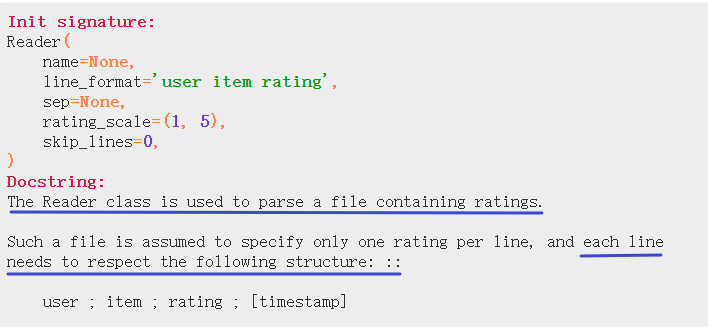 Init signature:
Reader(
    name=None,
    line_format='user item rating',
    sep=None,
    rating_scale=(1, 5),
    skip_lines=0,
)
Docstring:
The Reader class is used to parse a file containing ratings.
Such a file is assumed to specify only one rating per line, and each line
needs to respect the following structure: ::
    user ; item ; rating ; [timestamp]